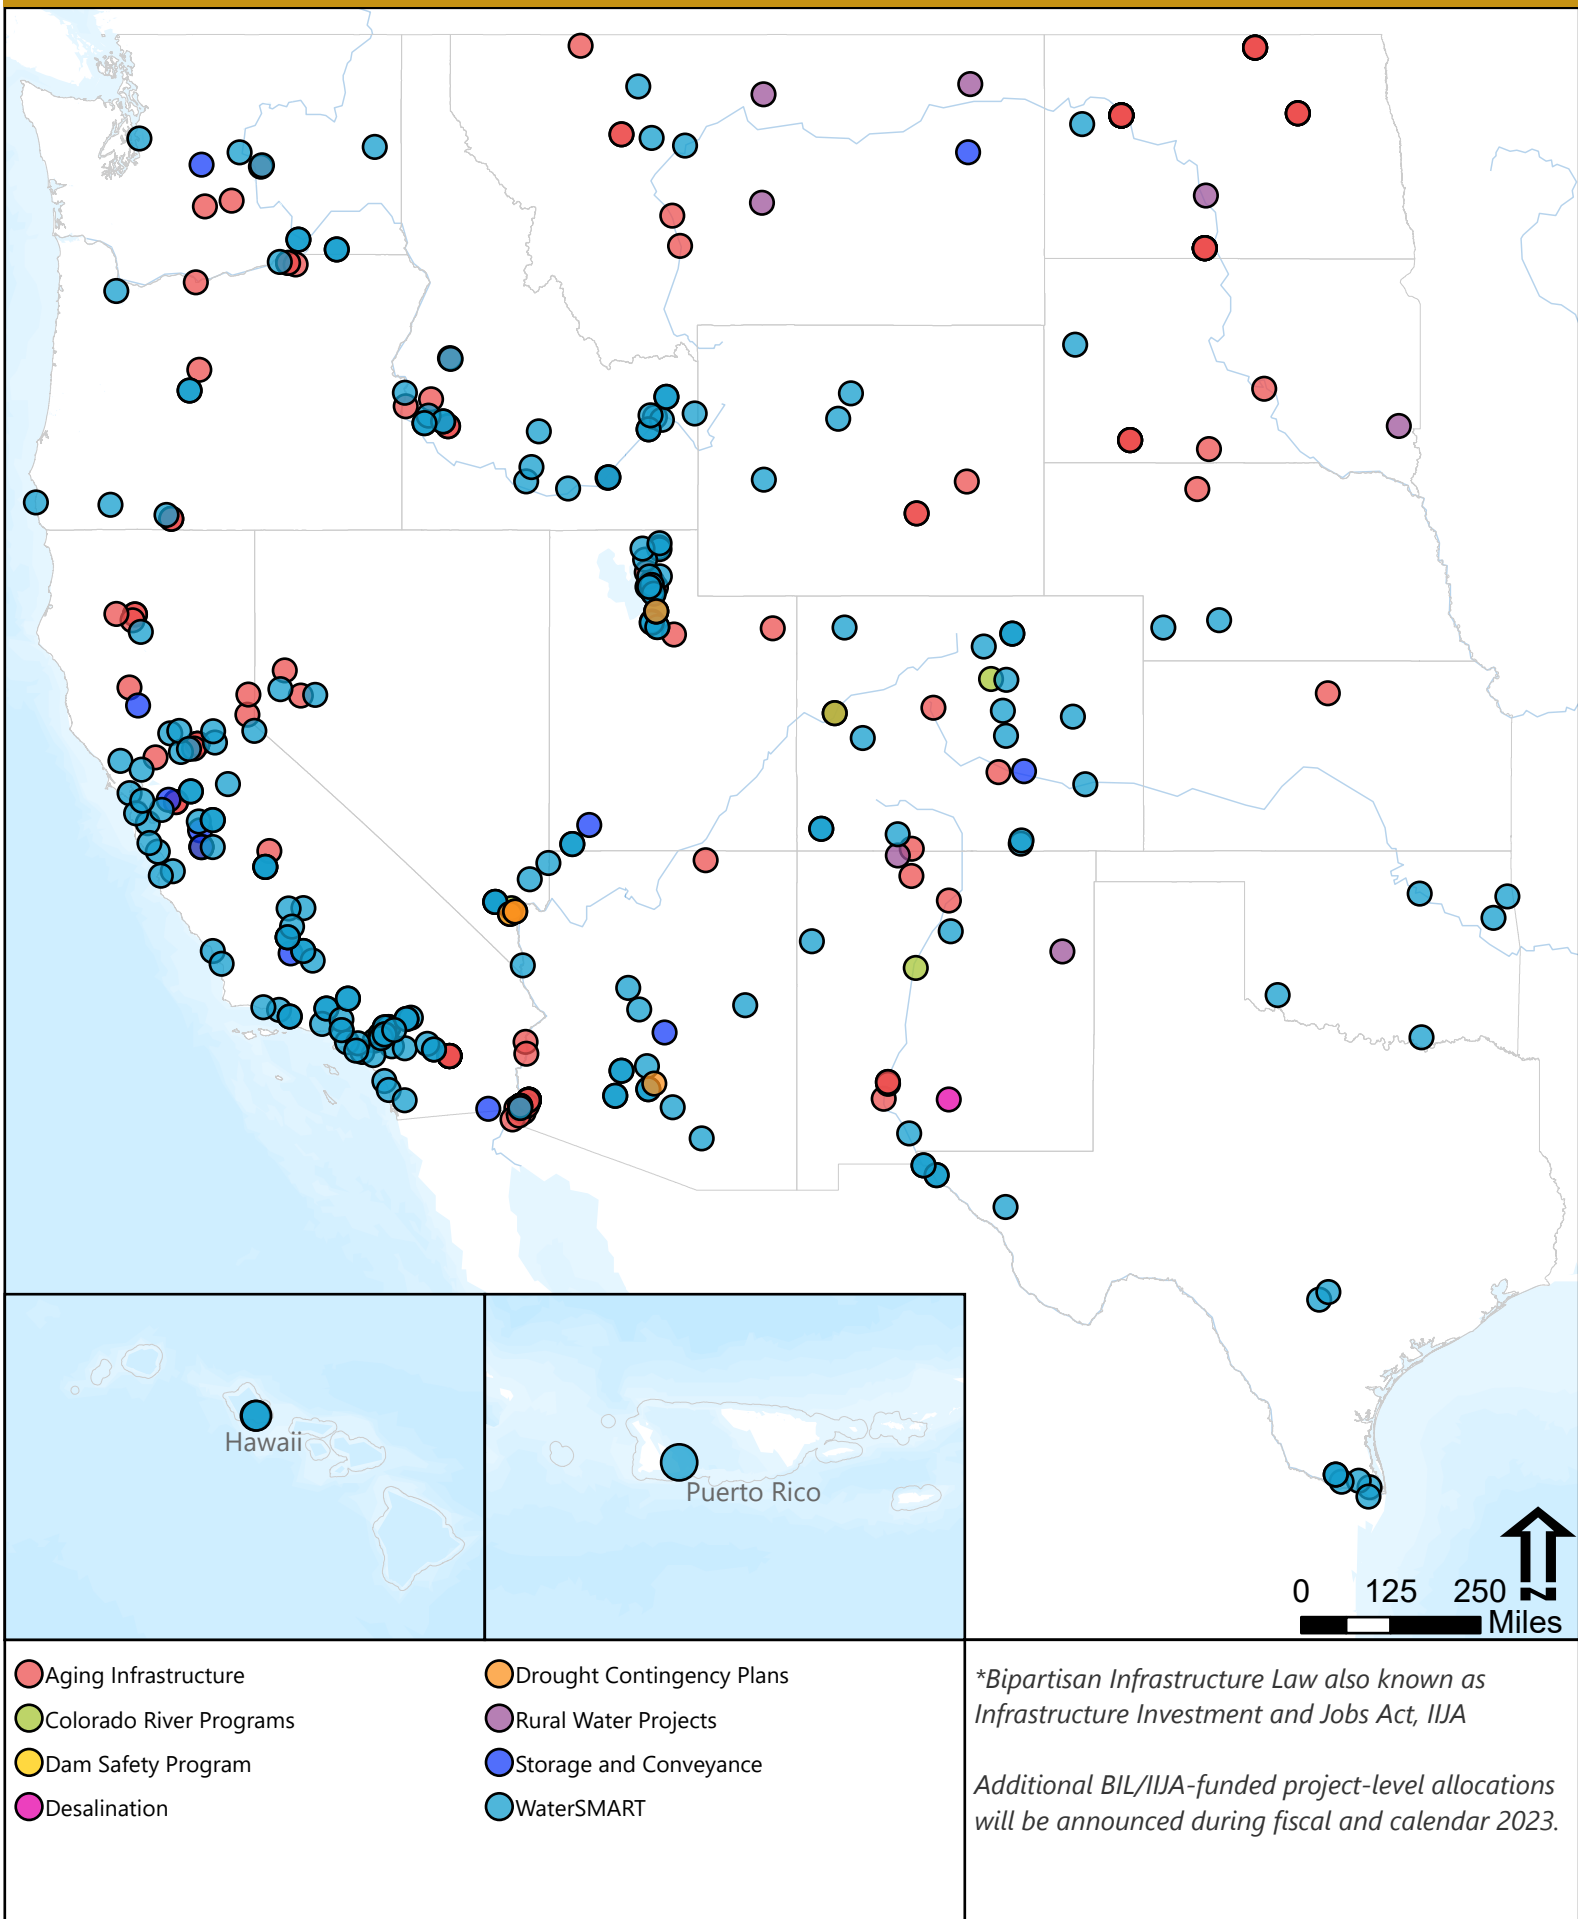 Hawaii
Puerto Rico
0 125 250
Miles
N
Aging Infrastructure
Colorado River Programs
Dam Safety Program
Desalination
Drought Contingency Plans
Rural Water Projects
Storage and Conveyance
WaterSMART
*Bipartisan Infrastructure Law also known as
Infrastructure Investment and Jobs Act, IIJA
Additional BIL/IIJA-funded project-level allocations
will be announced during fiscal and calendar 2023.